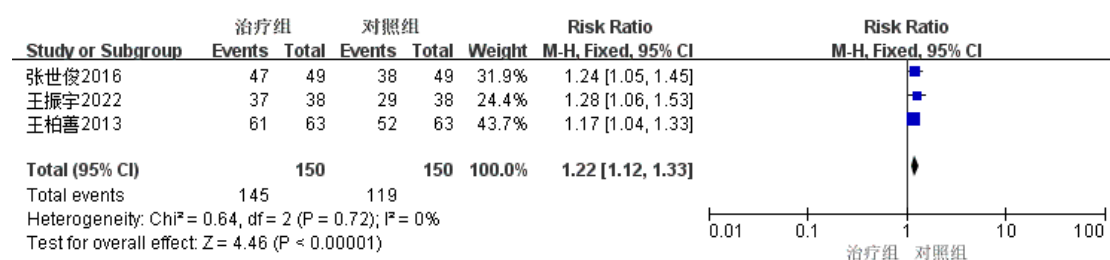 治疗组 对照组 Risk Ratio Risk Ratio
Study or Subgroup Events Total Events Total Weight M-H, Fixed, 95% CI M-H, Fixed, 95% CI
张世俊2016 47 49 38 49 31.9% 1.24 [1.05, 1.45]
王振宇2022 37 38 29 38 24.4% 1.28 [1.06, 1.53]
王柏善2013 61 63 52 63 43.7% 1.17 [1.04, 1.33]
Total (95% CI) 150 150 100.0% 1.22 [1.12, 1.33]
Total events 145 119
Heterogeneity: Chi² = 0.64, df = 2 (P = 0.72); I² = 0%
Test for overall effect: Z = 4.46 (P < 0.00001)
0.01 0.1 1 10 100
治疗组 对照组